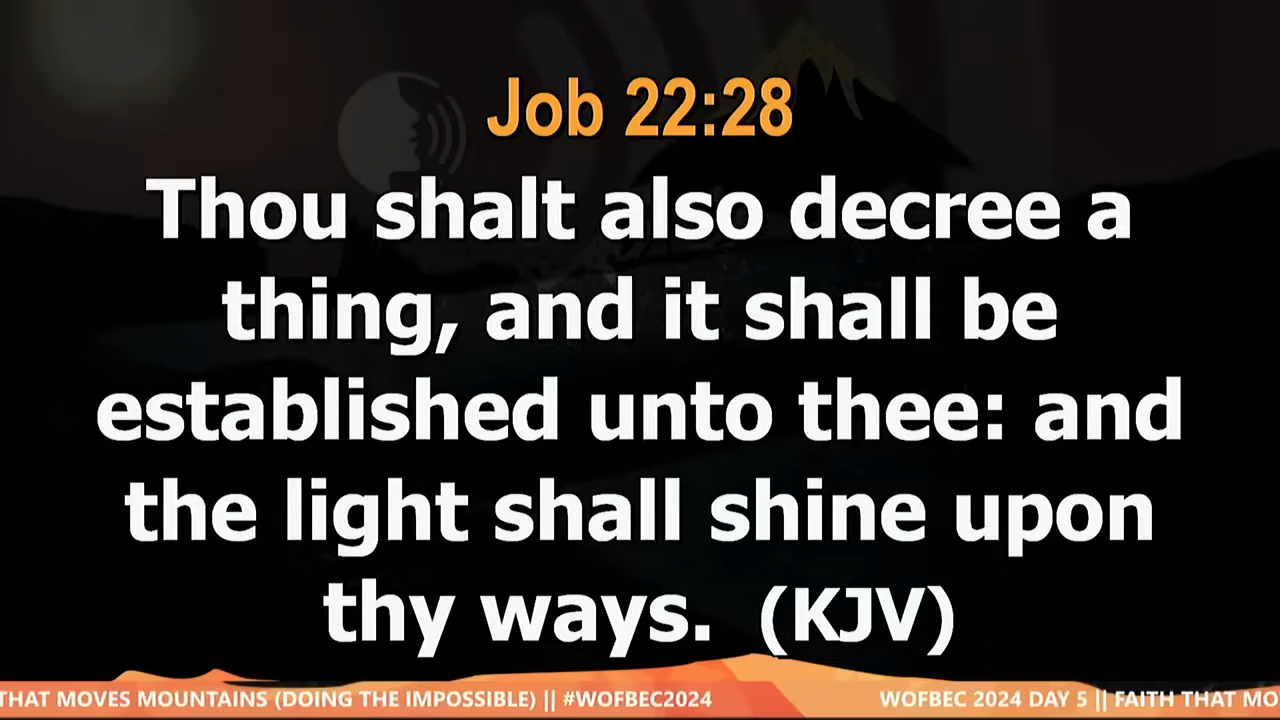 Job 22:28
Thou shalt also decree a
thing, and it shall be
established unto thee: and
the light shall shine upon
thy ways. (KJV)
THAT MOVES MOUNTAINS (DOING THE IMPOSSIBLE) || #WOFBEC2024 WOFBEC 2024 DAY 5 || FAITH THAT MO